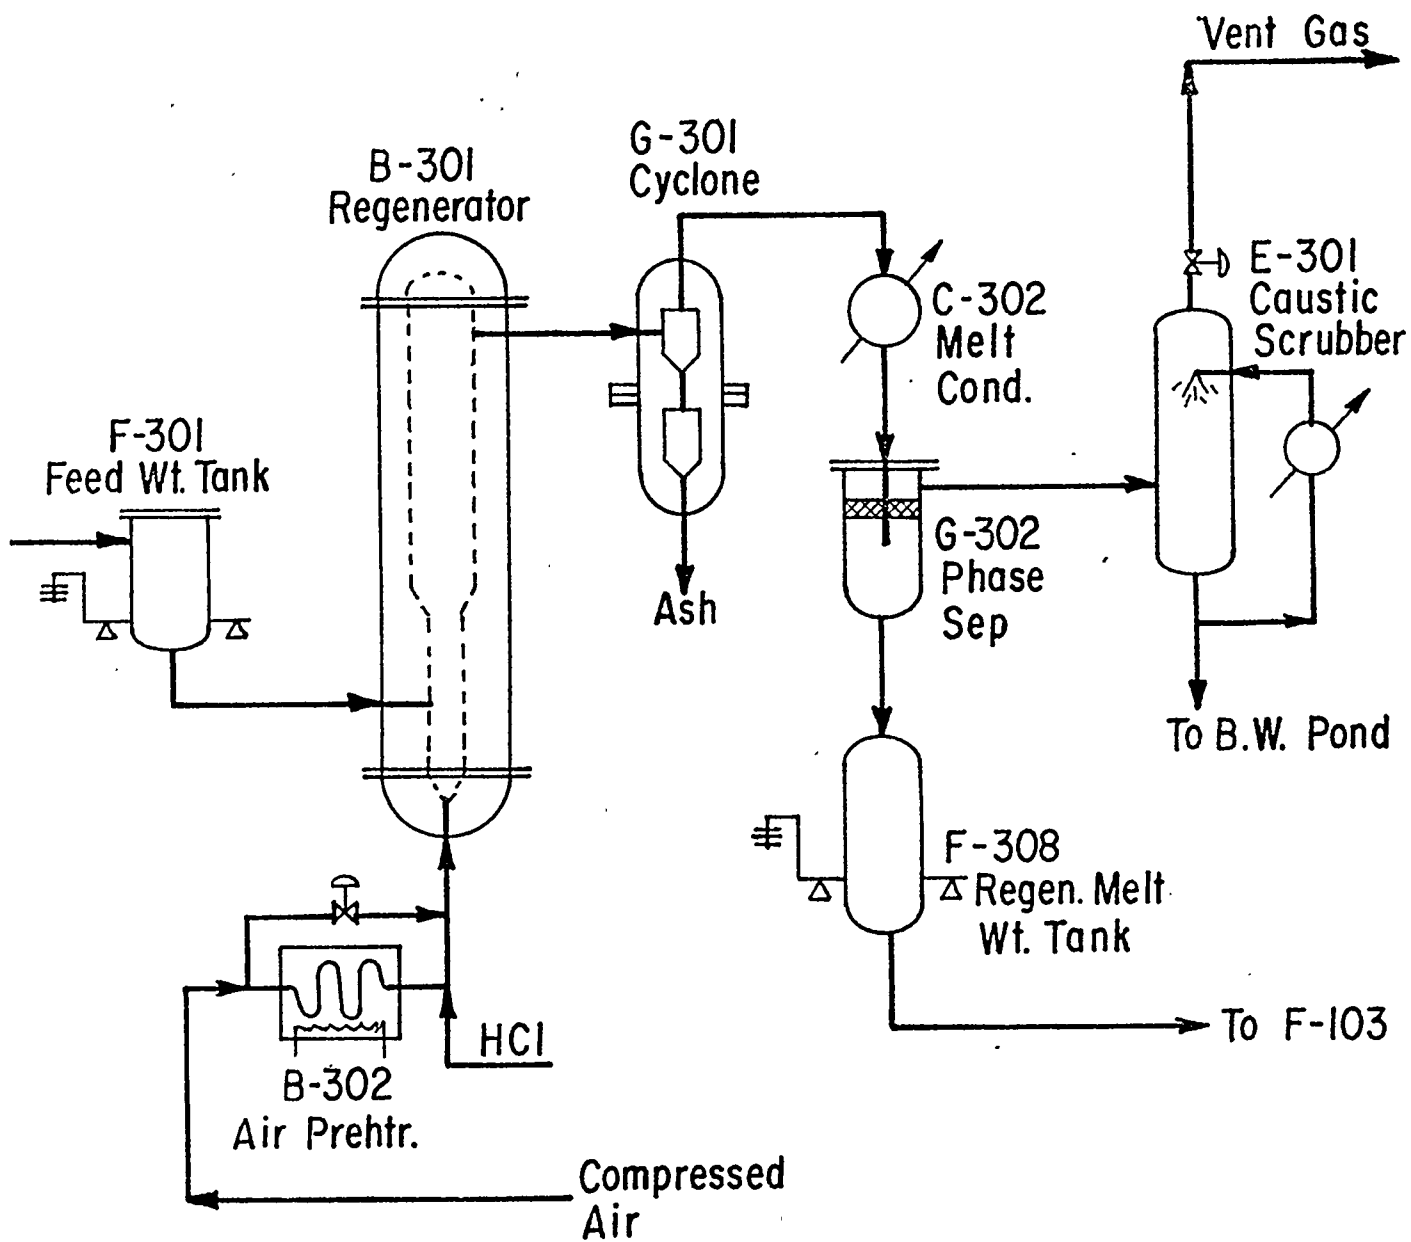 Vent Gas
G-301
Cyclone
B-301
Regenerator
E-301
Caustic
Scrubber
C-302
Melt
Cond.
F-301
Feed Wt. Tank
G-302
Phase
Sep
Ash
To B.W. Pond
F-308
Regen. Melt
Wt. Tank
To F-103
HCl
B-302
Air Prehtr.
Compressed
Air